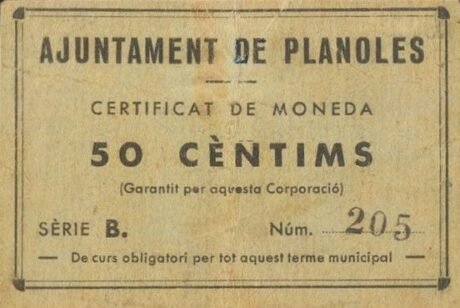 AJUNTAMENT DE PLANOLES
CERTIFICAT DE MONEDA
50 CÈNTIMS
(Garantit per aquesta Corporació)
SÈRIE B. Núm. 205
— De curs obligatori per tot aquest terme municipal —